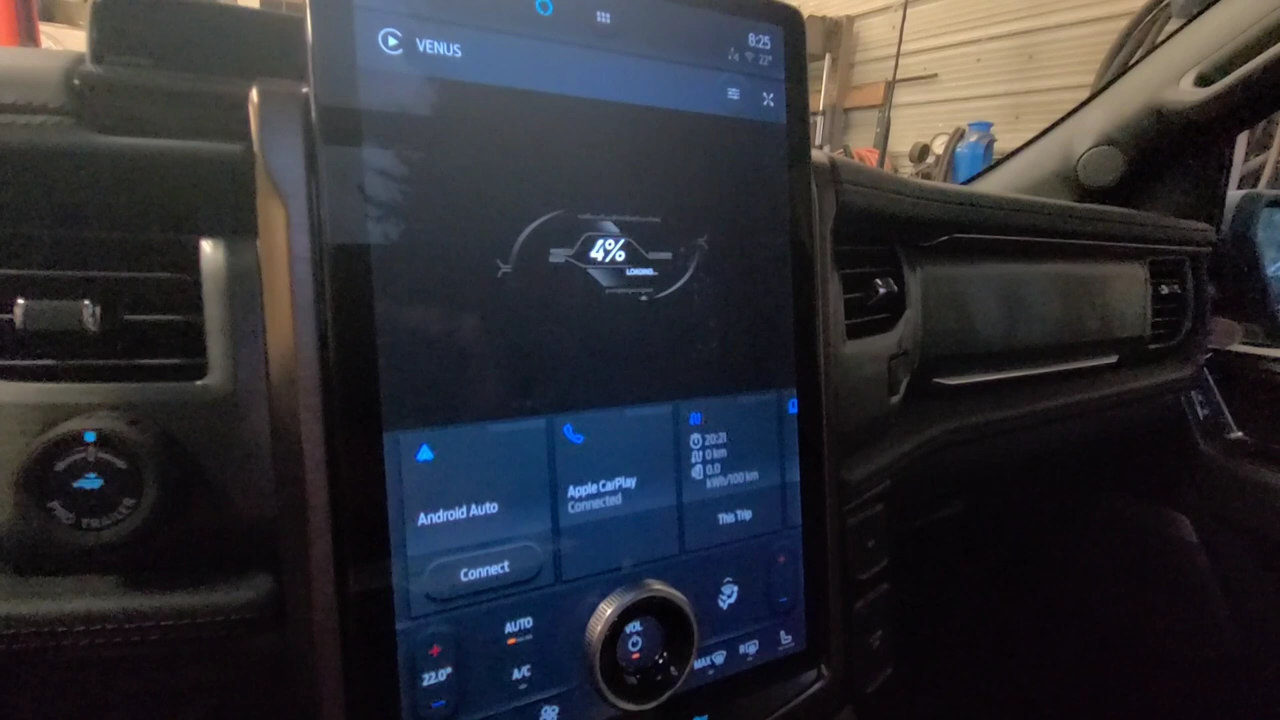 VENUS
8:25
22°
4%
LOADING...
Android Auto
Connect
Apple CarPlay
Connected
20:21
0 km
0.0
kWh/100 km
This Trip
PRO TRAILER
AUTO
22.0°
A/C
VOL
MAX
R